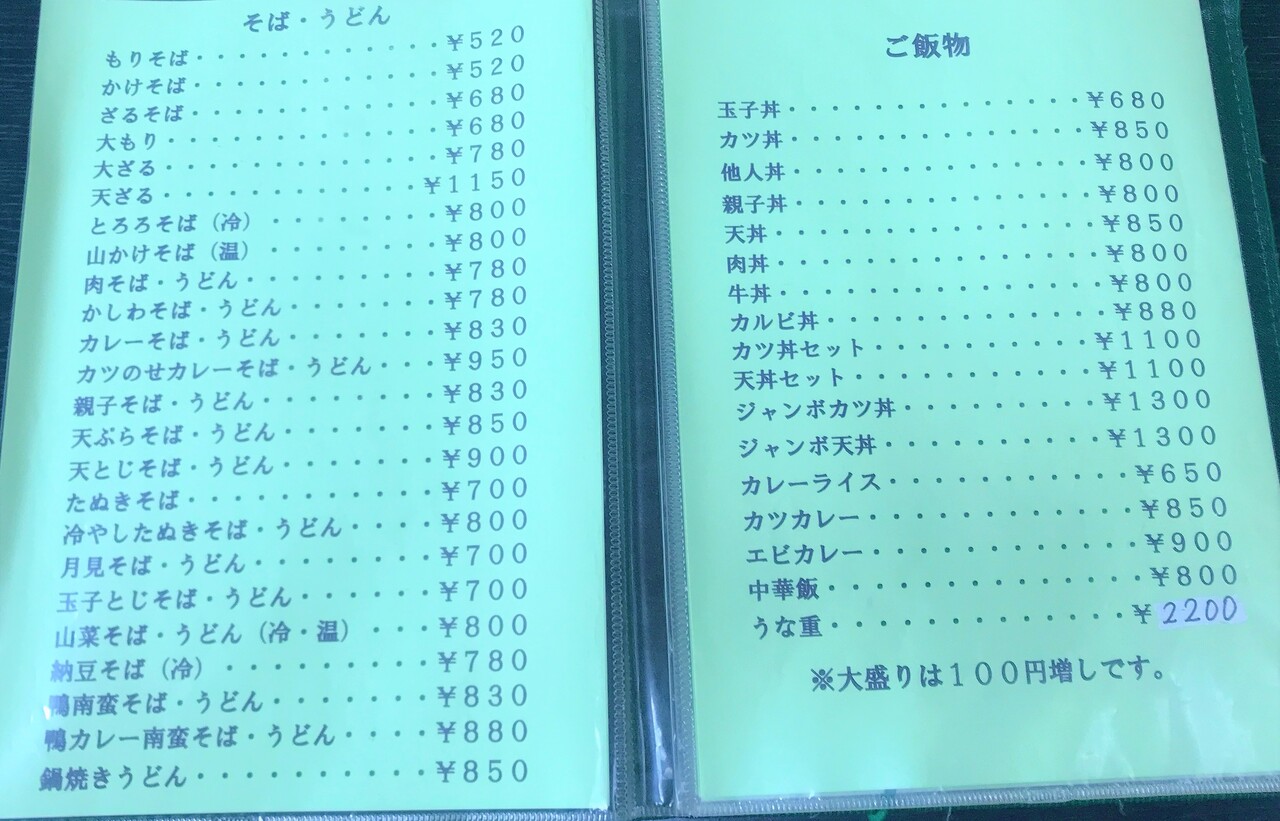 そば・うどん
もりそば・・・・・・・・・・・・¥520
かけそば・・・・・・・・・・・・¥520
ざるそば・・・・・・・・・・・・¥680
大もり・・・・・・・・・・・・・¥680
大ざる・・・・・・・・・・・・・¥780
天ざる・・・・・・・・・・・・¥1150
とろろそば（冷）・・・・・・・・¥800
山かけそば（温）・・・・・・・・¥800
肉そば・うどん・・・・・・・・・¥780
かしわそば・うどん・・・・・・・¥780
カレーそば・うどん・・・・・・・¥830
カツのせカレーそば・うどん・・・¥950
親子そば・うどん・・・・・・・・¥830
天ぷらそば・うどん・・・・・・・¥850
天とじそば・うどん・・・・・・・¥900
たぬきそば・・・・・・・・・・・¥700
冷やしたぬきそば・うどん・・・・¥800
月見そば・うどん・・・・・・・・¥700
玉子とじそば・うどん・・・・・・¥700
山菜そば・うどん（冷・温）・・・¥800
納豆そば（冷）・・・・・・・・・¥780
鴨南蛮そば・うどん・・・・・・・¥830
鴨カレー南蛮そば・うどん・・・・¥880
鍋焼きうどん・・・・・・・・・・¥850
ご飯物
玉子丼・・・・・・・・・・・・・・¥680
カツ丼・・・・・・・・・・・・・・¥850
他人丼・・・・・・・・・・・・・・¥800
親子丼・・・・・・・・・・・・・・¥800
天丼・・・・・・・・・・・・・・・¥850
肉丼・・・・・・・・・・・・・・・¥800
牛丼・・・・・・・・・・・・・・・¥800
カルビ丼・・・・・・・・・・・・・¥880
カツ丼セット・・・・・・・・・・¥1100
天丼セット・・・・・・・・・・・¥1100
ジャンボカツ丼・・・・・・・・・¥1300
ジャンボ天丼・・・・・・・・・・¥1300
カレーライス・・・・・・・・・・・¥650
カツカレー・・・・・・・・・・・・¥850
エビカレー・・・・・・・・・・・・¥900
中華飯・・・・・・・・・・・・・・¥800
うな重・・・・・・・・・・・・・¥2200
※大盛りは100円増しです。